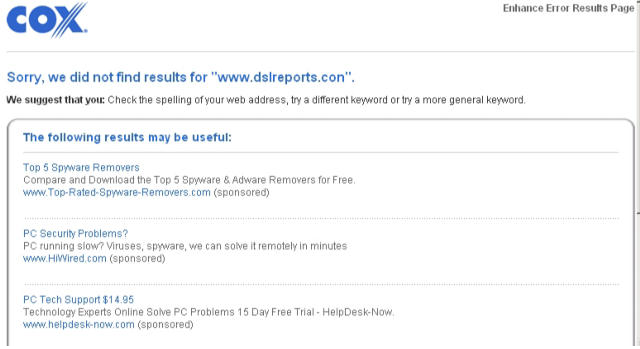 COX
Enhance Error Results Page
Sorry, we did not find results for "www.dslreports.con".
We suggest that you: Check the spelling of your web address, try a different keyword or try a more general keyword.
The following results may be useful:
Top 5 Spyware Removers
Compare and Download the Top 5 Spyware & Adware Removers for Free.
www.Top-Rated-Spyware-Removers.com (sponsored)
PC Security Problems?
PC running slow? Viruses, spyware, we can solve it remotely in minutes
www.HiWired.com (sponsored)
PC Tech Support $14.95
Technology Experts Online Solve PC Problems 15 Day Free Trial - HelpDesk-Now.
www.helpdesk-now.com (sponsored)